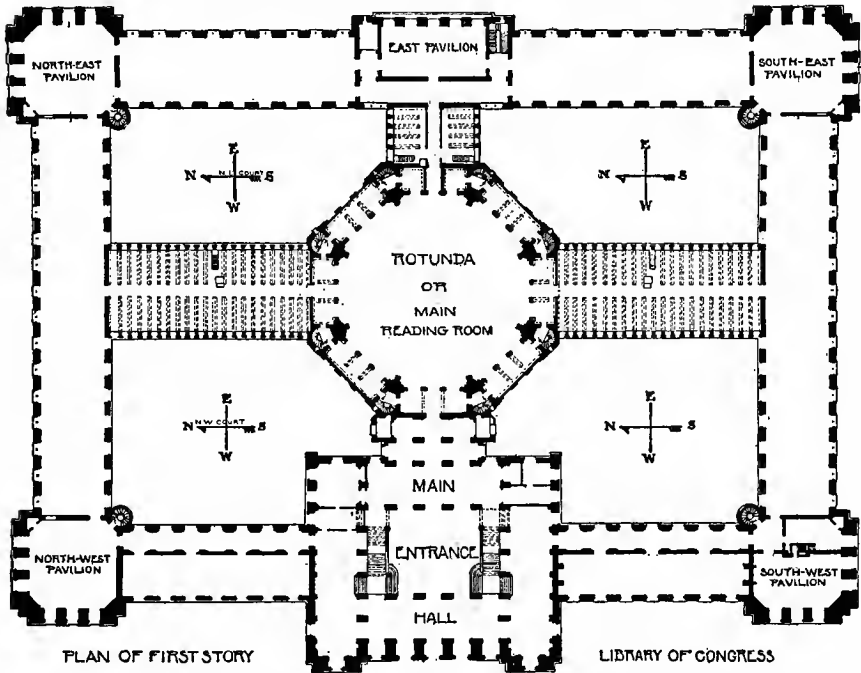 NORTH-EAST
PAVILION
EAST PAVILION
SOUTH-EAST
PAVILION
E
N
N.E. COURT
S
W
E
N
S
W
ROTUNDA
OR
MAIN
READING ROOM
E
N
N.W. COURT
S
W
E
N
S
W
MAIN
ENTRANCE
HALL
NORTH-WEST
PAVILION
SOUTH-WEST
PAVILION
PLAN OF FIRST STORY
LIBRARY OF CONGRESS